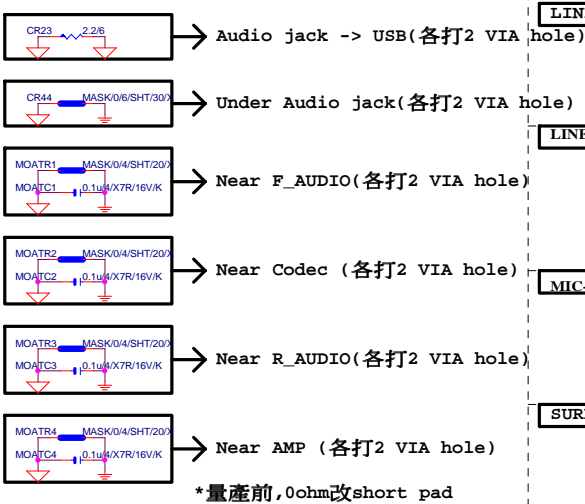 LIN
CR23 2.2/6
Audio jack -> USB(各打2 VIA hole)
CR44 MASK/0/6/SHT/30/X
Under Audio jack(各打2 VIA hole)
LINE
MOATR1 MASK/0/4/SHT/20/X
MOATC1 0.1u/4/X7R/16V/K
Near F_AUDIO(各打2 VIA hole)
MOATR2 MASK/0/4/SHT/20/X
MOATC2 0.1u/4/X7R/16V/K
Near Codec (各打2 VIA hole)
MIC-
MOATR3 MASK/0/4/SHT/20/X
MOATC3 0.1u/4/X7R/16V/K
Near R_AUDIO(各打2 VIA hole)
SUR
MOATR4 MASK/0/4/SHT/20/X
MOATC4 0.1u/4/X7R/16V/K
Near AMP (各打2 VIA hole)
*量產前,0ohm改short pad